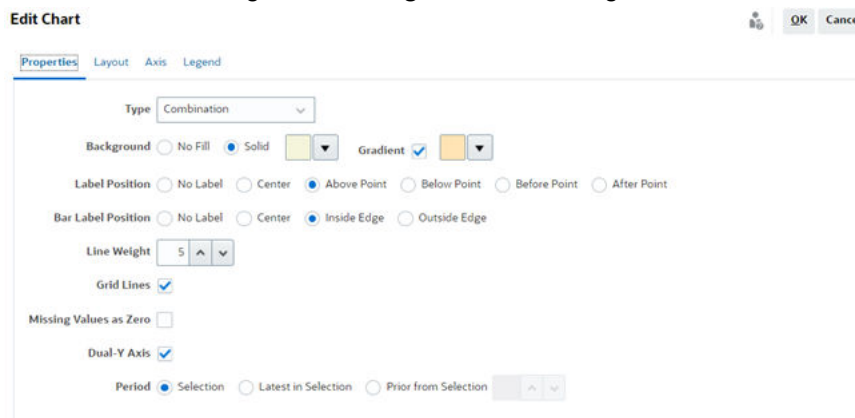 Edit Chart OK Cance
Properties Layout Axis Legend
Type Combination
Background No Fill Solid Gradient
Label Position No Label Center Above Point Below Point Before Point After Point
Bar Label Position No Label Center Inside Edge Outside Edge
Line Weight 5
Grid Lines
Missing Values as Zero
Dual-Y Axis
Period Selection Latest in Selection Prior from Selection